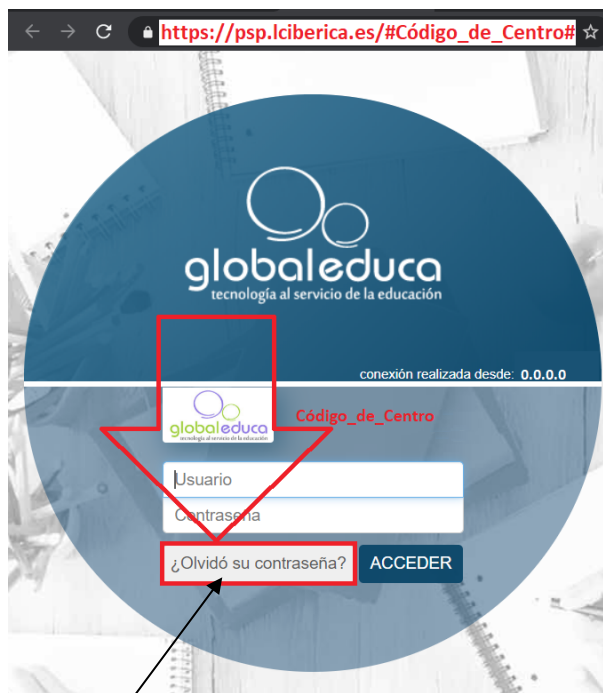 https://psp.lciberica.es/#Código_de_Centro#
globaleduca
tecnología al servicio de la educación
conexión realizada desde: 0.0.0.0
globaleduca
tecnología al servicio de la educación
Código_de_Centro
Usuario
Contraseña
¿Olvidó su contraseña?
ACCEDER